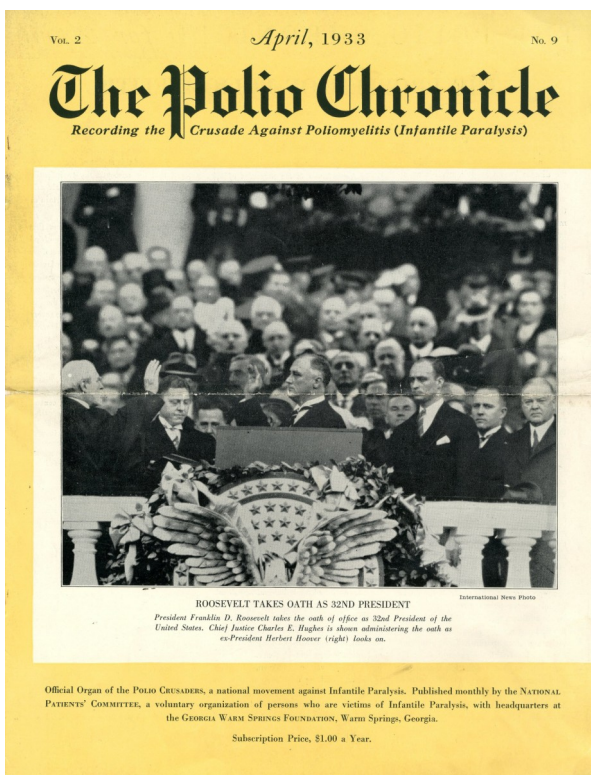 Vol. 2 April, 1933 No. 9
The Polio Chronicle
Recording the Crusade Against Poliomyelitis (Infantile Paralysis)
International News Photo
ROOSEVELT TAKES OATH AS 32ND PRESIDENT
President Franklin D. Roosevelt takes the oath of office as 32nd President of the
United States. Chief Justice Charles E. Hughes is shown administering the oath as
ex-President Herbert Hoover (right) looks on.
Official Organ of the Polio Crusaders, a national movement against Infantile Paralysis. Published monthly by the National
Patients' Committee, a voluntary organization of persons who are victims of Infantile Paralysis, with headquarters at
the Georgia Warm Springs Foundation, Warm Springs, Georgia.
Subscription Price, $1.00 a Year.